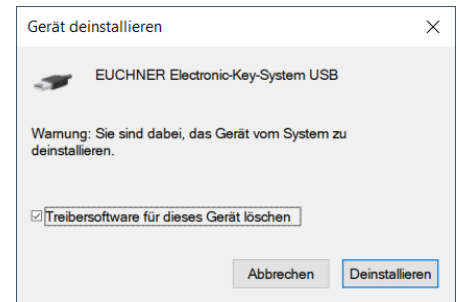 Gerät deinstallieren
EUCHNER Electronic-Key-System USB
Warnung: Sie sind dabei, das Gerät vom System zu
deinstallieren.
Treibersoftware für dieses Gerät löschen
Abbrechen
Deinstallieren